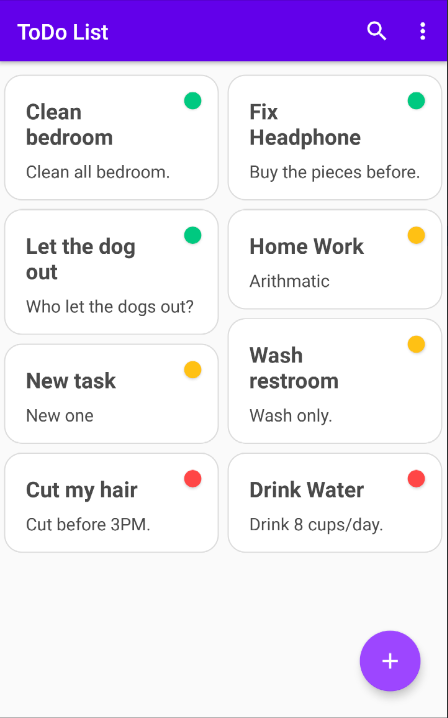 ToDo List
Clean
bedroom
Clean all bedroom.
Fix
Headphone
Buy the pieces before.
Let the dog
out
Who let the dogs out?
Home Work
Arithmatic
New task
New one
Wash
restroom
Wash only.
Cut my hair
Cut before 3PM.
Drink Water
Drink 8 cups/day.